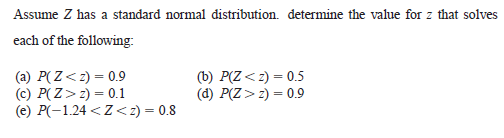 Assume Z has a standard normal distribution. determine the value for z that solves
each of the following:
(a) P( Z < z) = 0.9 (b) P(Z < z) = 0.5
(c) P( Z > z) = 0.1 (d) P(Z > z) = 0.9
(e) P(−1.24 < Z < z) = 0.8